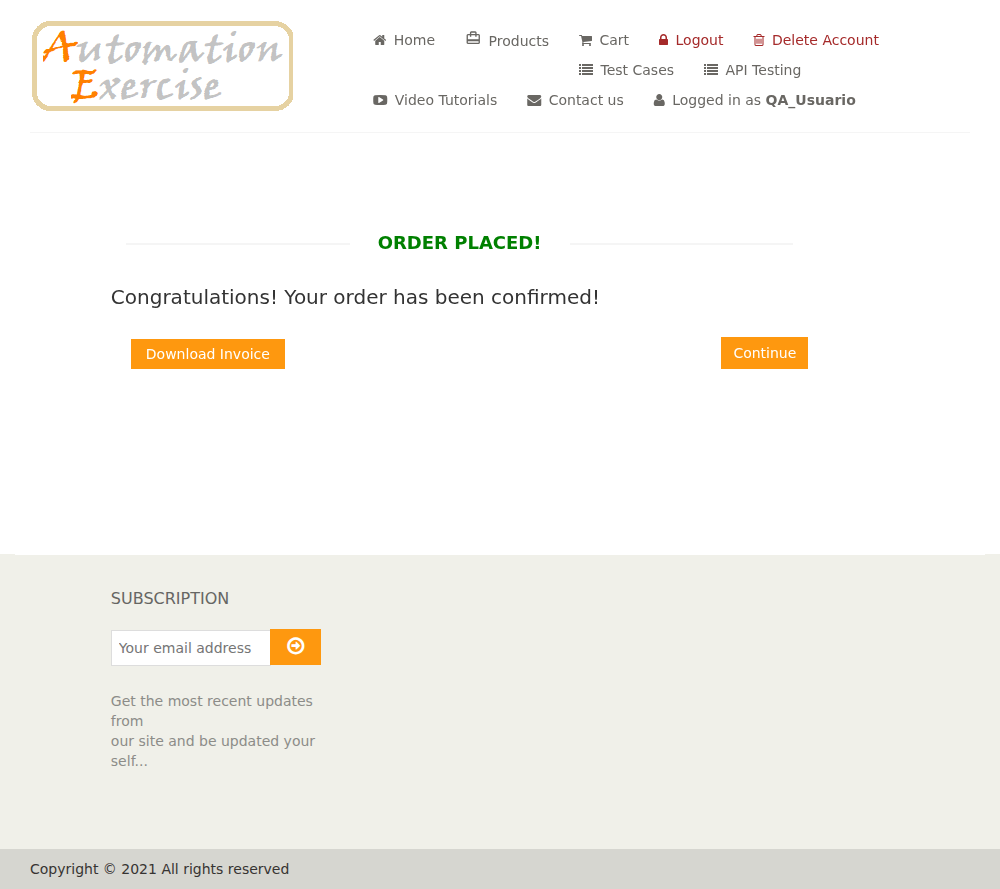 Automation
Exercise
Home Products Cart Logout Delete Account
Test Cases API Testing
Video Tutorials Contact us Logged in as QA_Usuario
ORDER PLACED!
Congratulations! Your order has been confirmed!
Download Invoice Continue
SUBSCRIPTION
Your email address
Get the most recent updates
from
our site and be updated your
self...
Copyright © 2021 All rights reserved